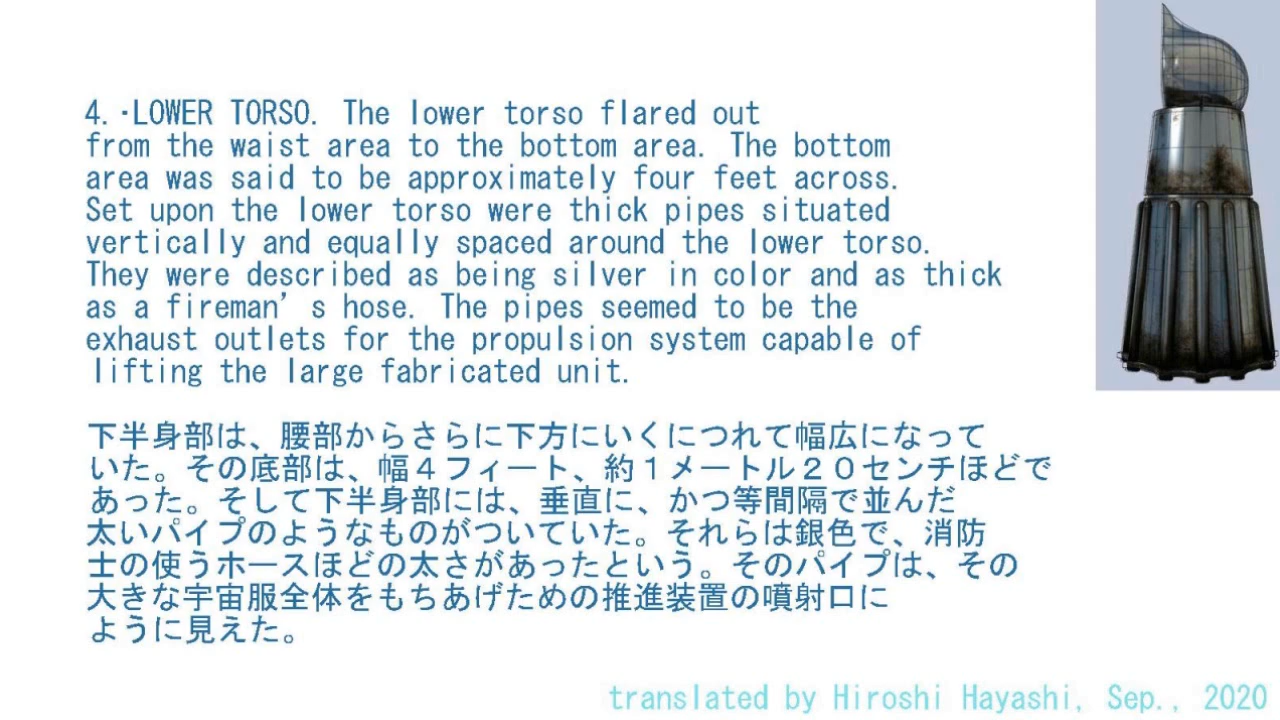 4.・LOWER TORSO. The lower torso flared out
from the waist area to the bottom area. The bottom
area was said to be approximately four feet across.
Set upon the lower torso were thick pipes situated
vertically and equally spaced around the lower torso.
They were described as being silver in color and as thick
as a fireman’s hose. The pipes seemed to be the
exhaust outlets for the propulsion system capable of
lifting the large fabricated unit.
下半身部は、腰部からさらに下方にいくにつれて幅広になって
いた。その底部は、幅４フィート、約１メートル２０センチほどで
あった。そして下半身部には、垂直に、かつ等間隔で並んだ
太いパイプのようなものがついていた。それらは銀色で、消防
士の使うホースほどの太さがあったという。そのパイプは、その
大きな宇宙服全体をもちあげための推進装置の噴射口に
ように見えた。
translated by Hiroshi Hayashi, Sep., 2020